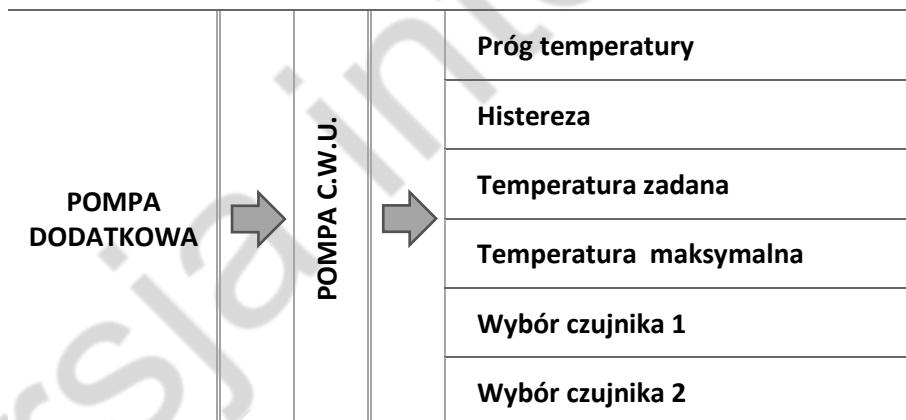 POMPA
DODATKOWA
POMPA C.W.U.
Próg temperatury
Histereza
Temperatura zadana
Temperatura maksymalna
Wybór czujnika 1
Wybór czujnika 2